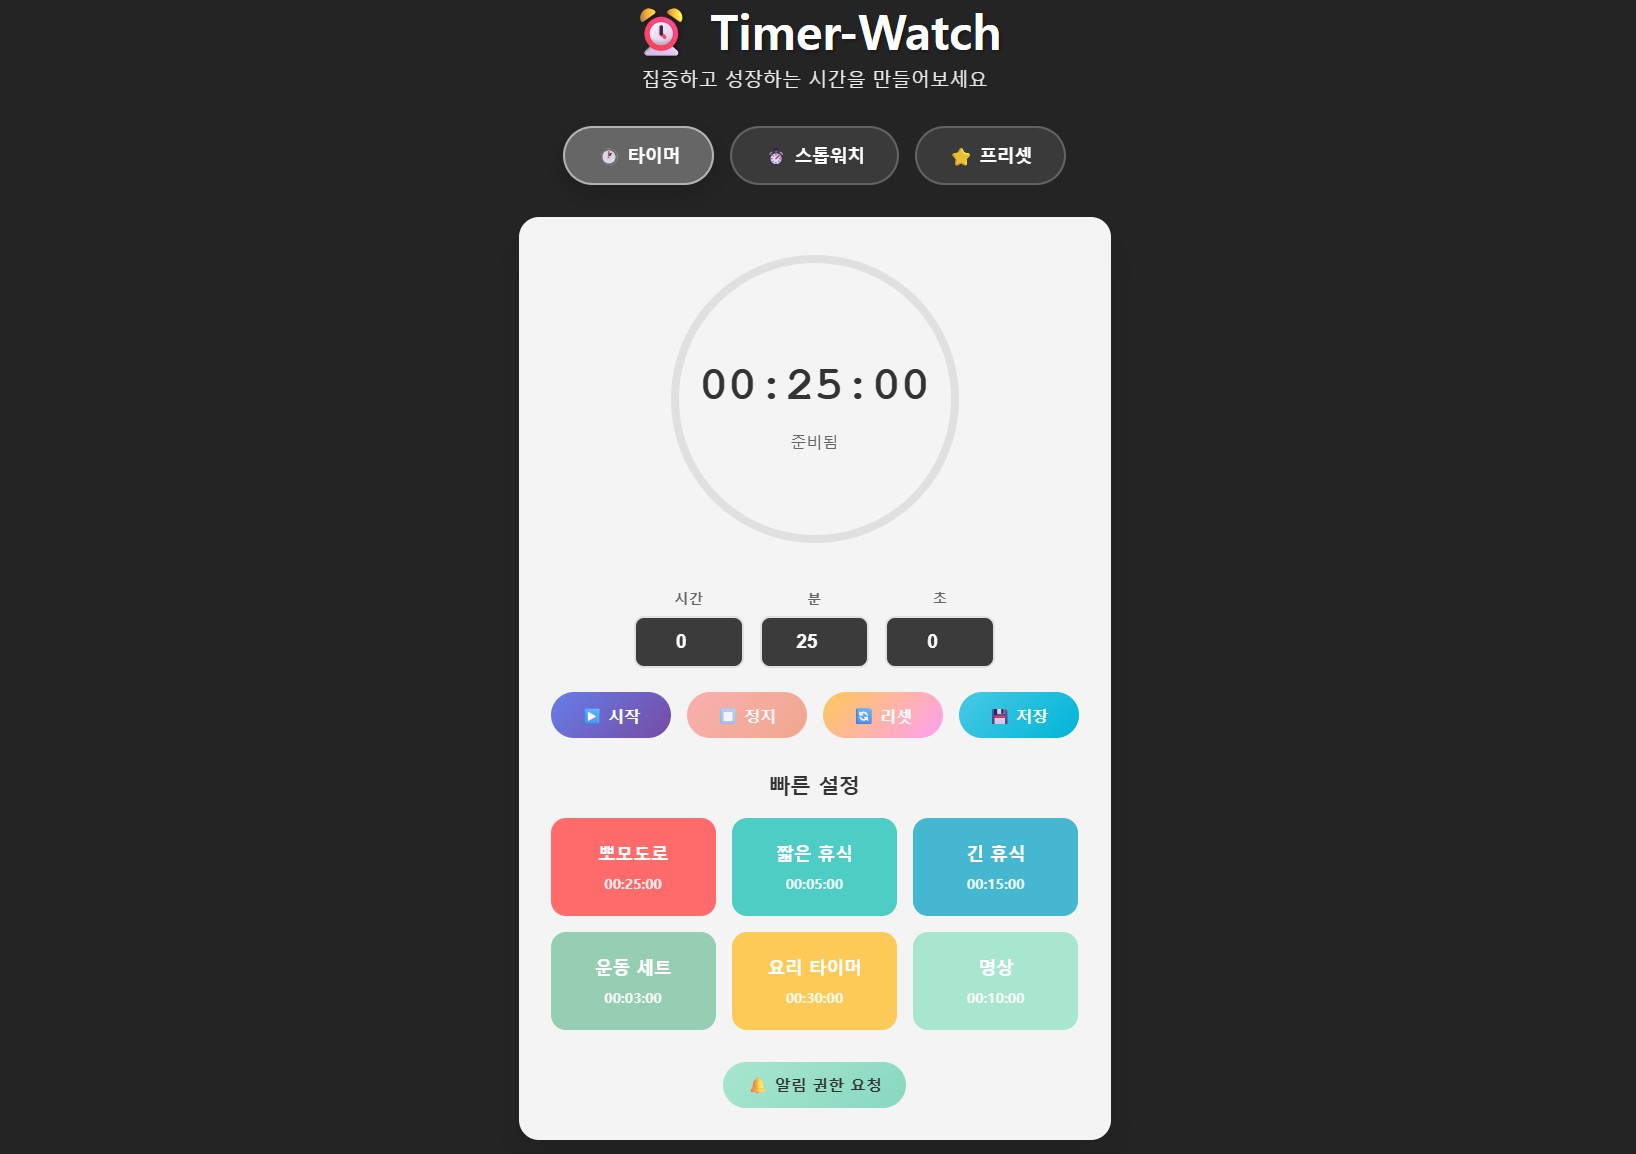 Timer-Watch
집중하고 성장하는 시간을 만들어보세요
타이머
스톱워치
프리셋
00:25:00
준비됨
시간
분
초
0
25
0
시작
정지
리셋
저장
빠른 설정
뽀모도로
00:25:00
짧은 휴식
00:05:00
긴 휴식
00:15:00
운동 세트
00:03:00
요리 타이머
00:30:00
명상
00:10:00
알림 권한 요청